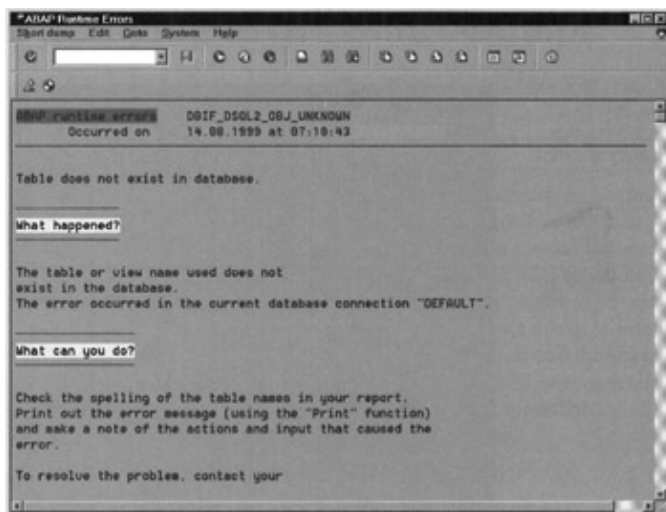 *ABAP Runtime Errors
Short dump Edit Goto System Help
ABAP runtime errors DBIF_DSQL2_OBJ_UNKNOWN
Occurred on 14.08.1999 at 07:10:43
Table does not exist in database.
What happened?
The table or view name used does not
exist in the database.
The error occurred in the current database connection "DEFAULT".
What can you do?
Check the spelling of the table names in your report.
Print out the error message (using the "Print" function)
and make a note of the actions and input that caused the
error.
To resolve the problem, contact your